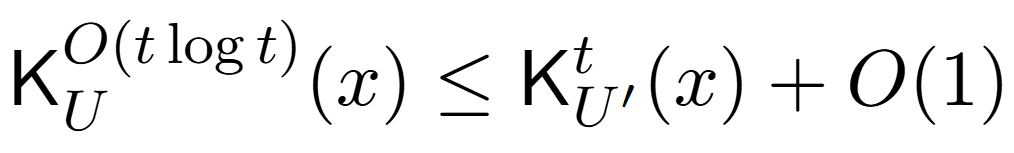 K_U^{O(t log t)}(x) ≤ K_{U′}^t(x) + O(1)